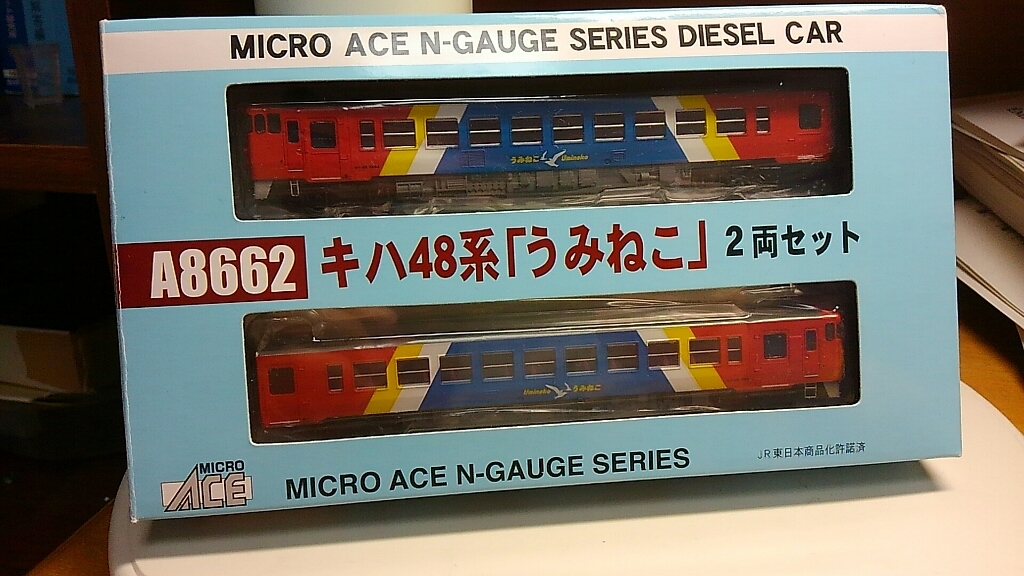 MICRO ACE N-GAUGE SERIES DIESEL CAR
うみねこ Umineko
A8662 キハ48系「うみねこ」 2両セット
Umineko うみねこ
MICRO ACE
MICRO ACE N-GAUGE SERIES
JR東日本商品化許諾済